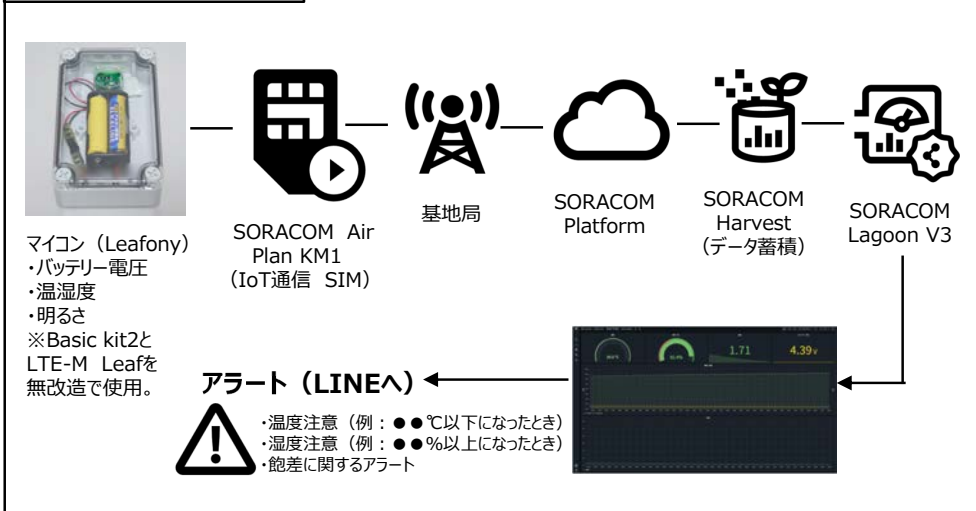 マイコン（Leafony）
・バッテリー電圧
・温湿度
・明るさ
※Basic kit2と
LTE-M Leafを
無改造で使用。
SORACOM Air
Plan KM1
（IoT通信 SIM）
基地局
SORACOM
Platform
SORACOM
Harvest
（データ蓄積）
SORACOM
Lagoon V3
1.71
4.39v
アラート（LINEへ）
・温度注意（例：●●℃以下になったとき）
・湿度注意（例：●●%以上になったとき）
・飽差に関するアラート